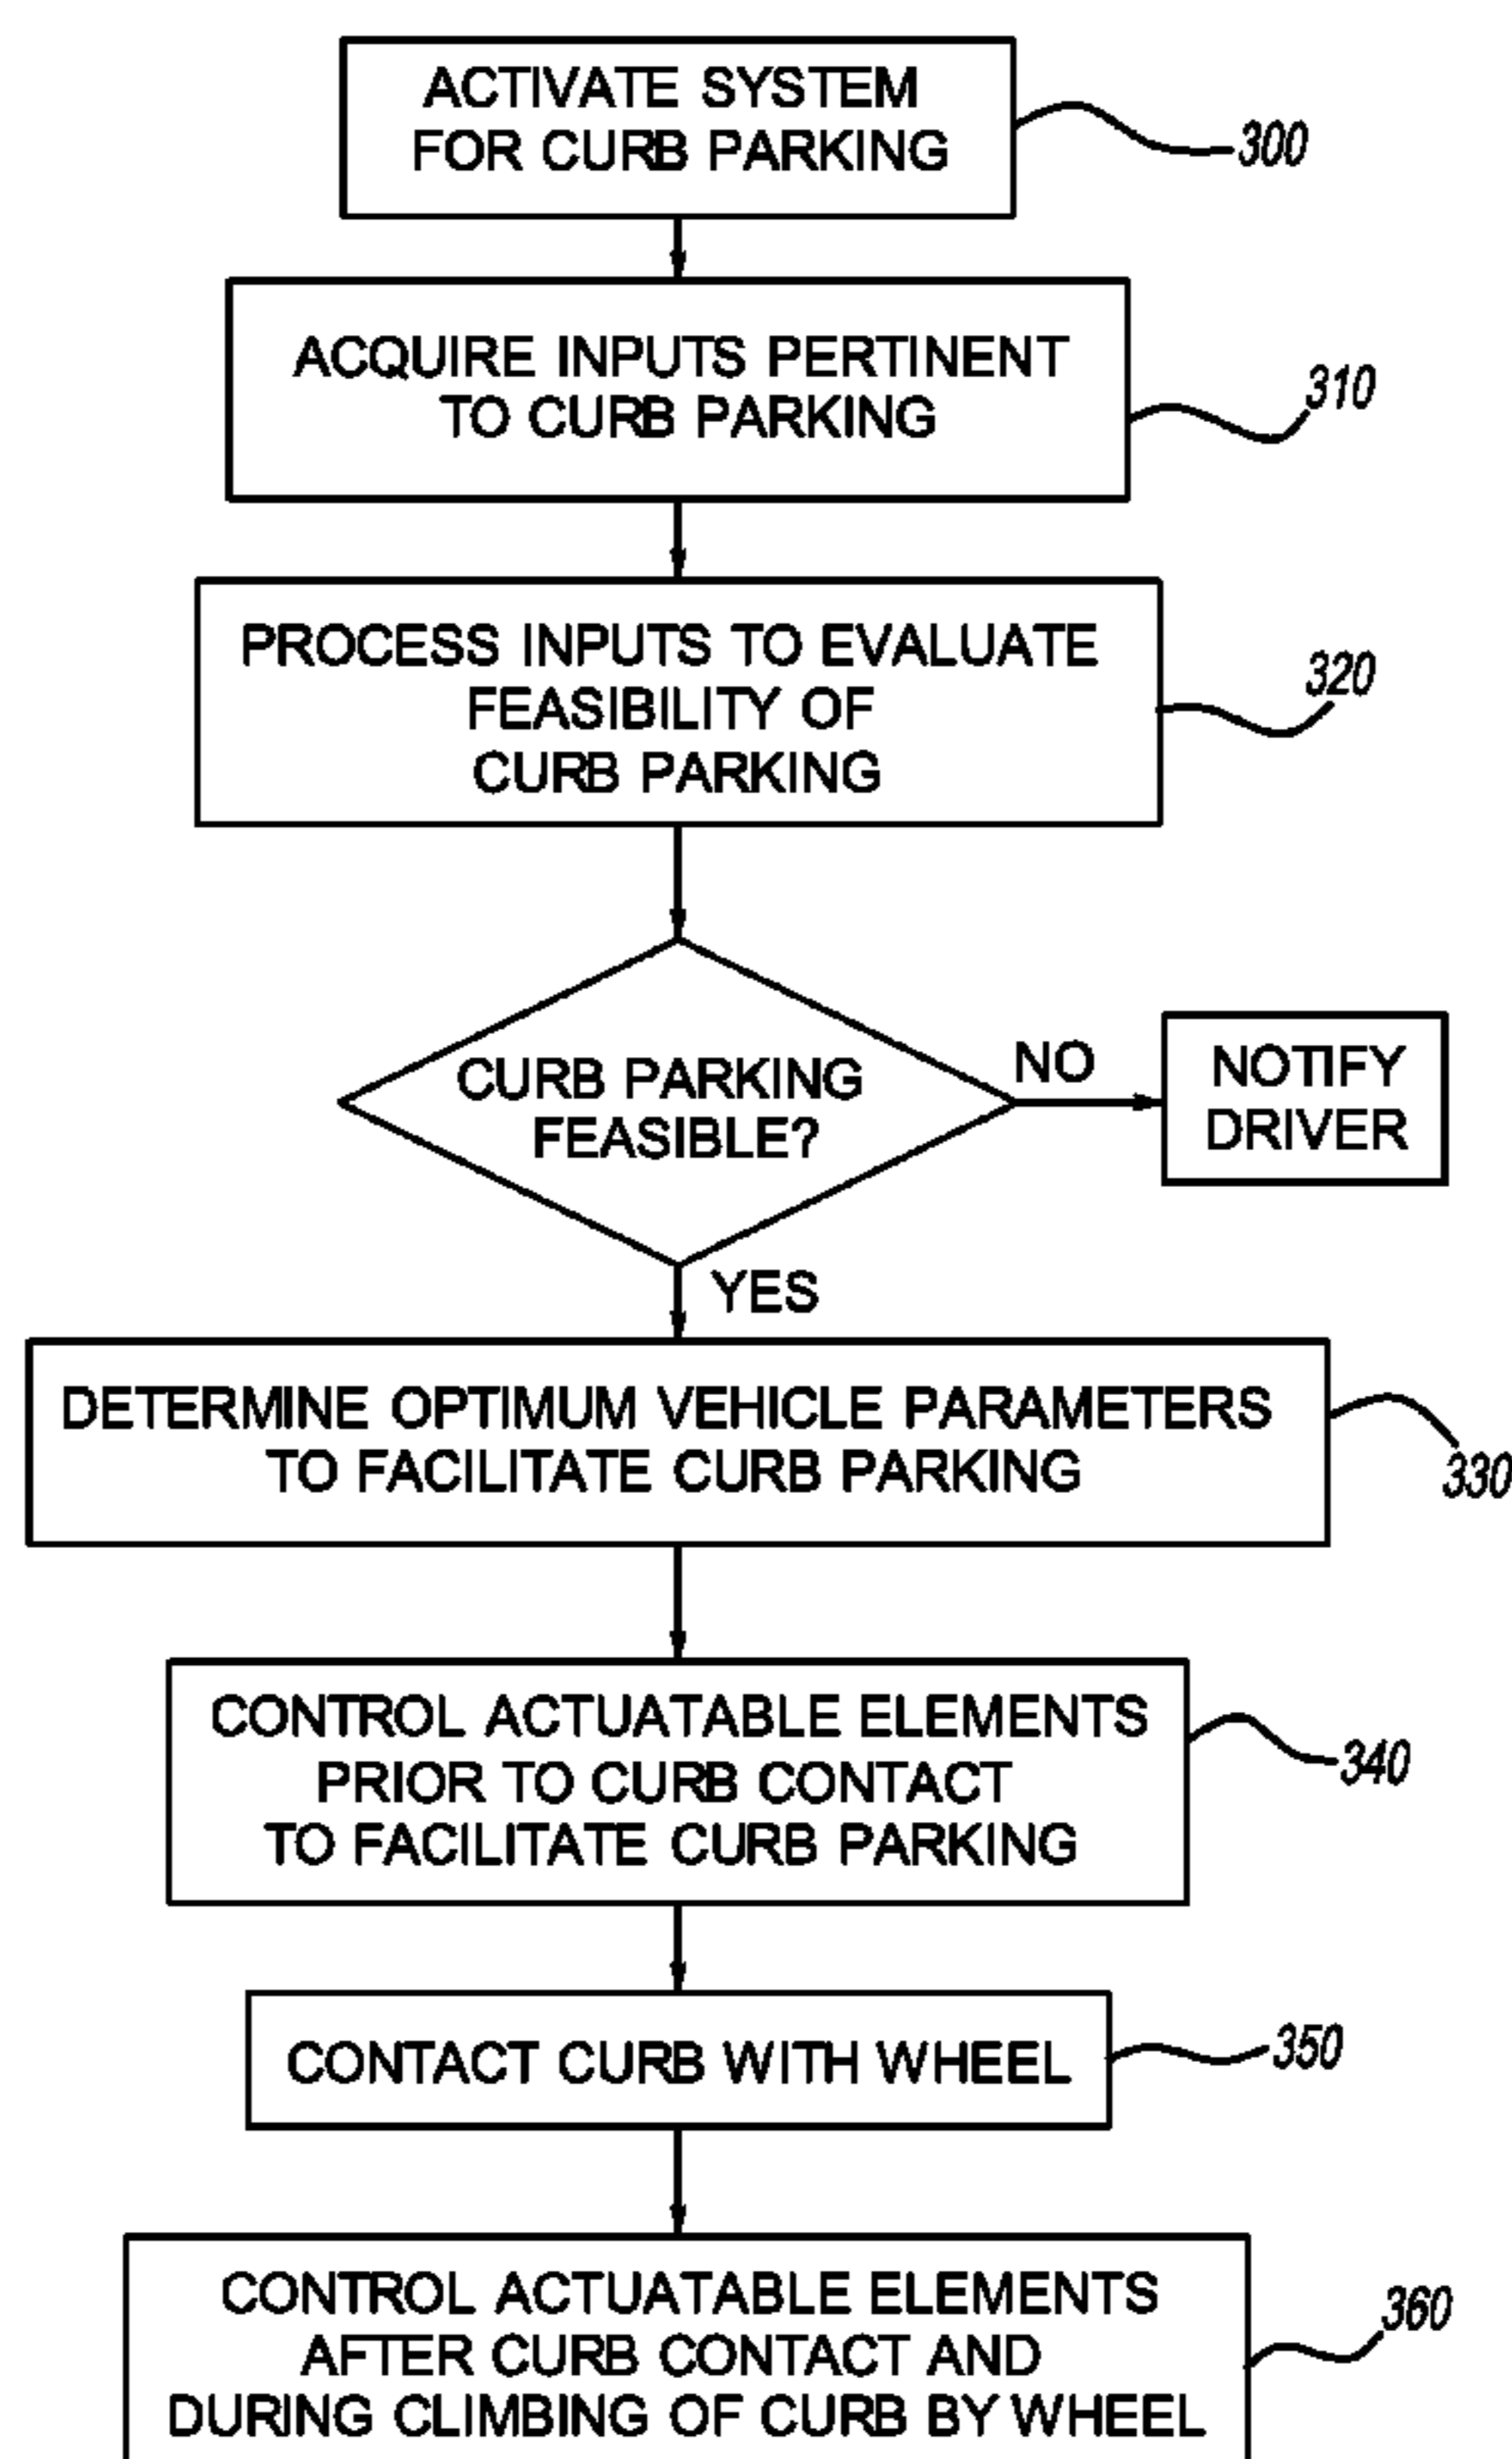 ACTIVATE SYSTEM
FOR CURB PARKING
300
ACQUIRE INPUTS PERTINENT
TO CURB PARKING
310
PROCESS INPUTS TO EVALUATE
FEASIBILITY OF
CURB PARKING
320
CURB PARKING
FEASIBLE?
NO
NOTIFY
DRIVER
YES
DETERMINE OPTIMUM VEHICLE PARAMETERS
TO FACILITATE CURB PARKING
330
CONTROL ACTUATABLE ELEMENTS
PRIOR TO CURB CONTACT
TO FACILITATE CURB PARKING
340
CONTACT CURB WITH WHEEL
350
CONTROL ACTUATABLE ELEMENTS
AFTER CURB CONTACT AND
DURING CLIMBING OF CURB BY WHEEL
360